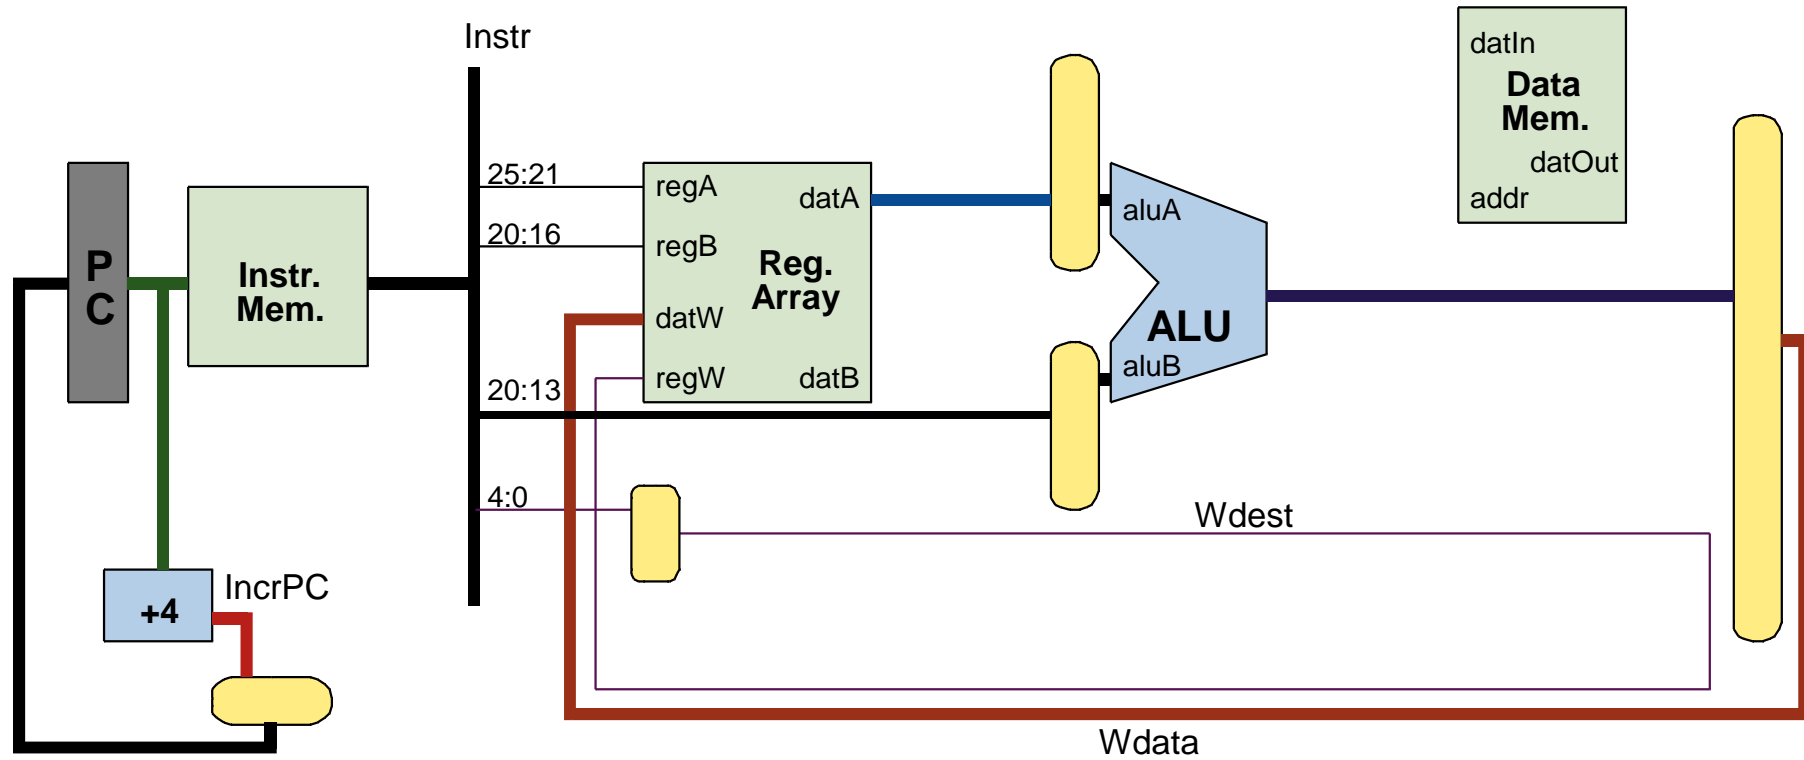 Instr
datIn
Data
Mem.
datOut
addr
25:21
regA
datA
aluA
20:16
regB
P
C
Instr.
Mem.
Reg.
Array
datW
ALU
20:13
regW
datB
aluB
4:0
Wdest
IncrPC
+4
Wdata